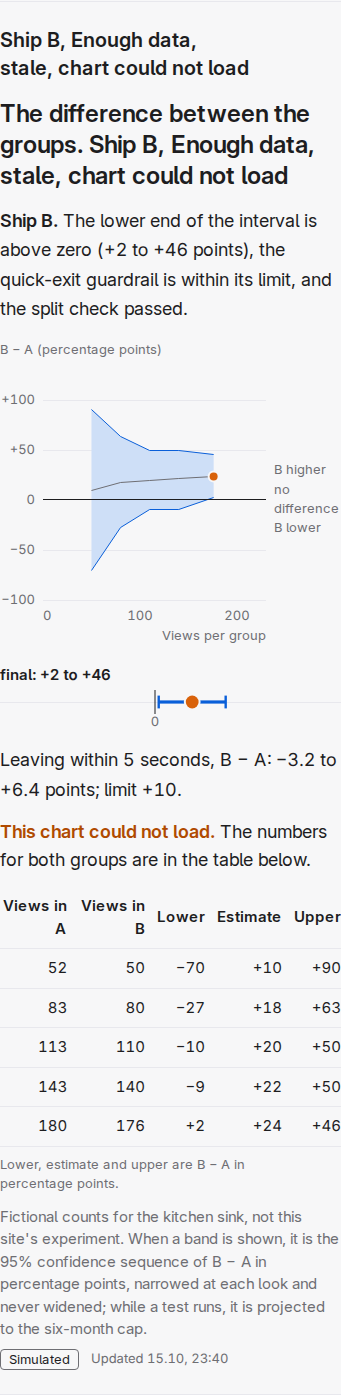 Ship B, Enough data,
stale, chart could not load
The difference between the
groups. Ship B, Enough data,
stale, chart could not load
Ship B. The lower end of the interval is
above zero (+2 to +46 points), the
quick-exit guardrail is within its limit, and
the split check passed.
B − A (percentage points)
+100
+50
0
−50
−100
B higher
no
difference
B lower
0 100 200
Views per group
final: +2 to +46
0
Leaving within 5 seconds, B − A: −3.2 to
+6.4 points; limit +10.
This chart could not load. The numbers
for both groups are in the table below.
Views in A Views in B Lower Estimate Upper
52 50 −70 +10 +90
83 80 −27 +18 +63
113 110 −10 +20 +50
143 140 −9 +22 +50
180 176 +2 +24 +46
Lower, estimate and upper are B − A in
percentage points.
Fictional counts for the kitchen sink, not this
site's experiment. When a band is shown, it is the
95% confidence sequence of B − A in
percentage points, narrowed at each look and
never widened; while a test runs, it is projected
to the six-month cap.
Simulated Updated 15.10, 23:40